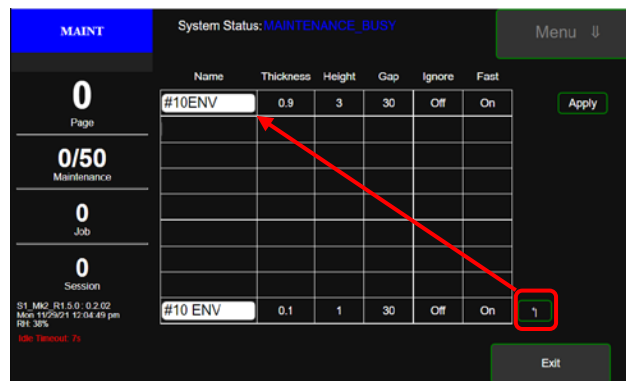 MAINT
System Status: MAINTENANCE_BUSY
Menu ⇓
Name Thickness Height Gap Ignore Fast
#10ENV 0.9 3 30 Off On
Apply
0
Page
0/50
Maintenance
0
Job
0
Session
S1_Mk2_R1.5.0 : 0.2.02
Mon 11/29/21 12:04:49 pm
RH: 38%
Idle Timeout: 7s
#10 ENV 0.1 1 30 Off On ↰
Exit